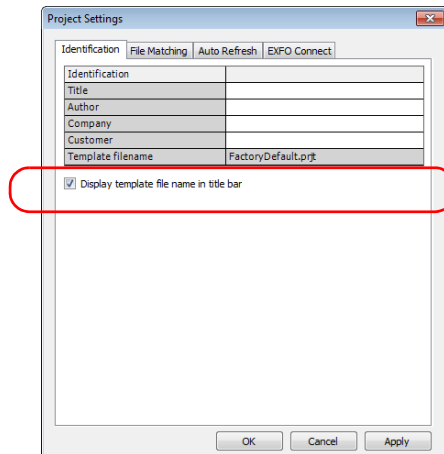 Project Settings
Identification File Matching Auto Refresh EXFO Connect
Identification
Title
Author
Company
Customer
Template filename FactoryDefault.prjt
Display template file name in title bar
OK Cancel Apply